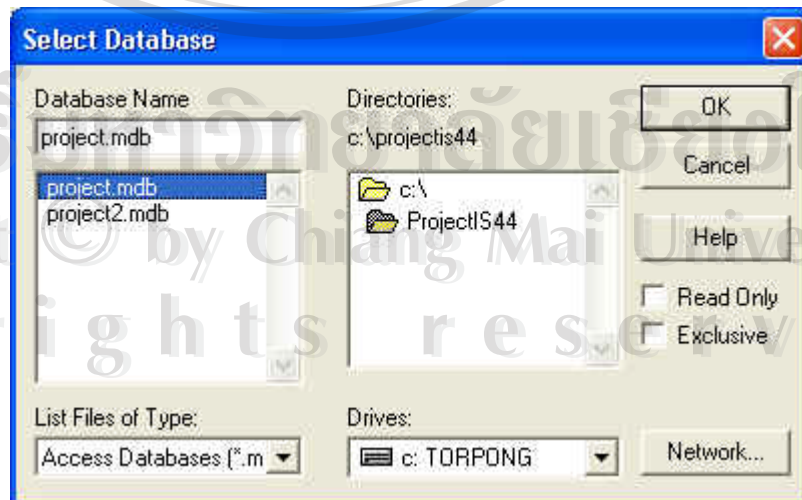 Select Database
Database Name
project.mdb
project.mdb
project2.mdb
List Files of Type:
Access Databases (*.m
Directories:
c:\projectis44
c:\
ProjectIS44
Drives:
c: TORPONG
OK
Cancel
Help
Read Only
Exclusive
Network...
© by Chiang Mai Unive
ights reserv